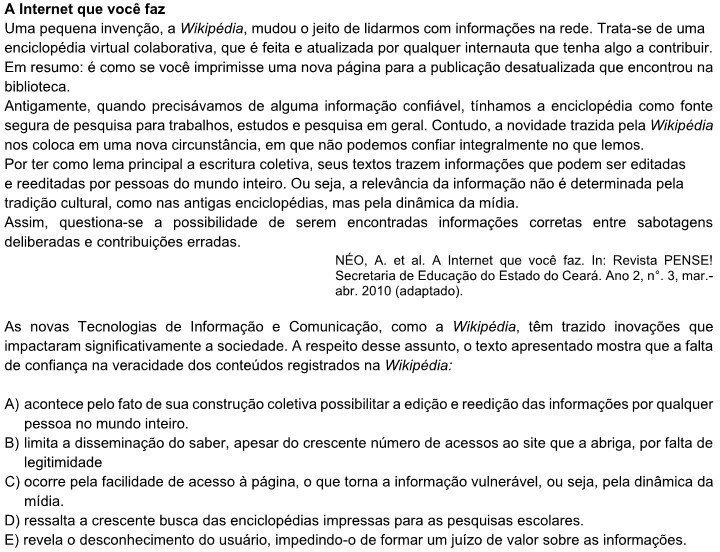 A Internet que você faz
Uma pequena invenção, a Wikipédia, mudou o jeito de lidarmos com informações na rede. Trata-se de uma
enciclopédia virtual colaborativa, que é feita e atualizada por qualquer internauta que tenha algo a contribuir.
Em resumo: é como se você imprimisse uma nova página para a publicação desatualizada que encontrou na
biblioteca.
Antigamente, quando precisávamos de alguma informação confiável, tínhamos a enciclopédia como fonte
segura de pesquisa para trabalhos, estudos e pesquisa em geral. Contudo, a novidade trazida pela Wikipédia
nos coloca em uma nova circunstância, em que não podemos confiar integralmente no que lemos.
Por ter como lema principal a escritura coletiva, seus textos trazem informações que podem ser editadas
e reeditadas por pessoas do mundo inteiro. Ou seja, a relevância da informação não é determinada pela
tradição cultural, como nas antigas enciclopédias, mas pela dinâmica da mídia.
Assim, questiona-se a possibilidade de serem encontradas informações corretas entre sabotagens
deliberadas e contribuições erradas.
NÉO, A. et al. A Internet que você faz. In: Revista PENSE!
Secretaria de Educação do Estado do Ceará. Ano 2, n°. 3, mar.-
abr. 2010 (adaptado).
As novas Tecnologias de Informação e Comunicação, como a Wikipédia, têm trazido inovações que
impactaram significativamente a sociedade. A respeito desse assunto, o texto apresentado mostra que a falta
de confiança na veracidade dos conteúdos registrados na Wikipédia:
A) acontece pelo fato de sua construção coletiva possibilitar a edição e reedição das informações por qualquer
pessoa no mundo inteiro.
B) limita a disseminação do saber, apesar do crescente número de acessos ao site que a abriga, por falta de
legitimidade
C) ocorre pela facilidade de acesso à página, o que torna a informação vulnerável, ou seja, pela dinâmica da
mídia.
D) ressalta a crescente busca das enciclopédias impressas para as pesquisas escolares.
E) revela o desconhecimento do usuário, impedindo-o de formar um juízo de valor sobre as informações.